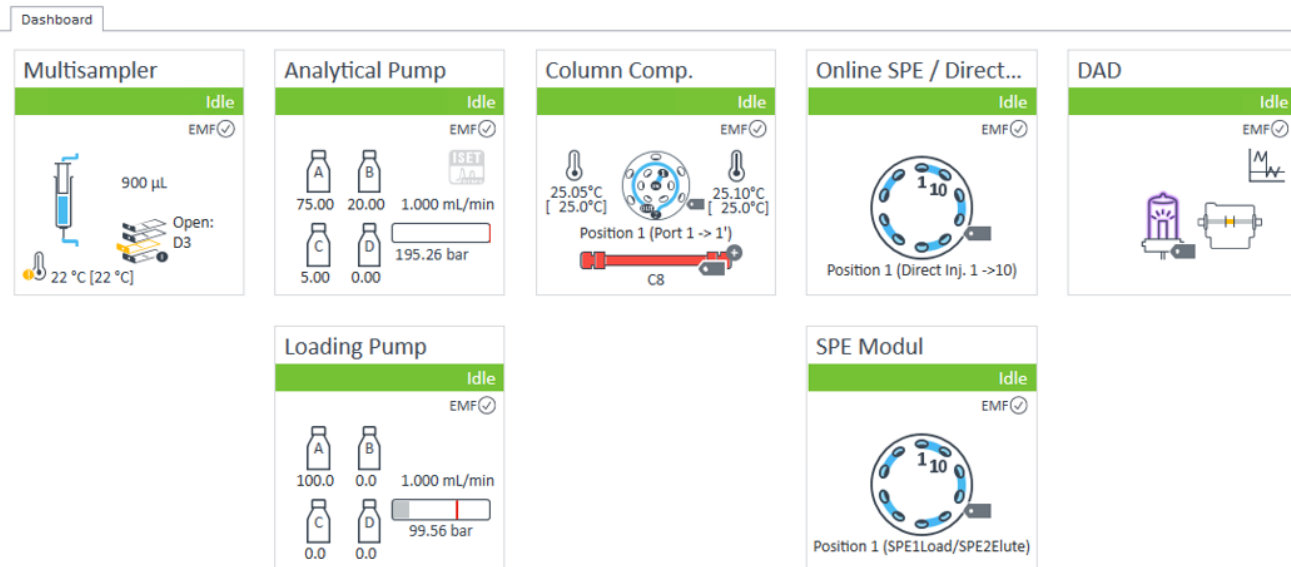 Dashboard
Multisampler
Idle
EMF
900 µL
Open:
D3
22 °C [22 °C]
Analytical Pump
Idle
EMF
ISET
A
B
75.00 20.00 1.000 mL/min
C
D
195.26 bar
5.00 0.00
Column Comp.
Idle
EMF
25.05°C
[ 25.0°C]
25.10°C
[ 25.0°C]
Position 1 (Port 1 -> 1')
C8
Online SPE / Direct...
Idle
EMF
1 10
Position 1 (Direct Inj. 1 ->10)
DAD
Idle
EMF
Loading Pump
Idle
EMF
A
B
100.0 0.0 1.000 mL/min
C
D
99.56 bar
0.0 0.0
SPE Modul
Idle
EMF
1 10
Position 1 (SPE1Load/SPE2Elute)